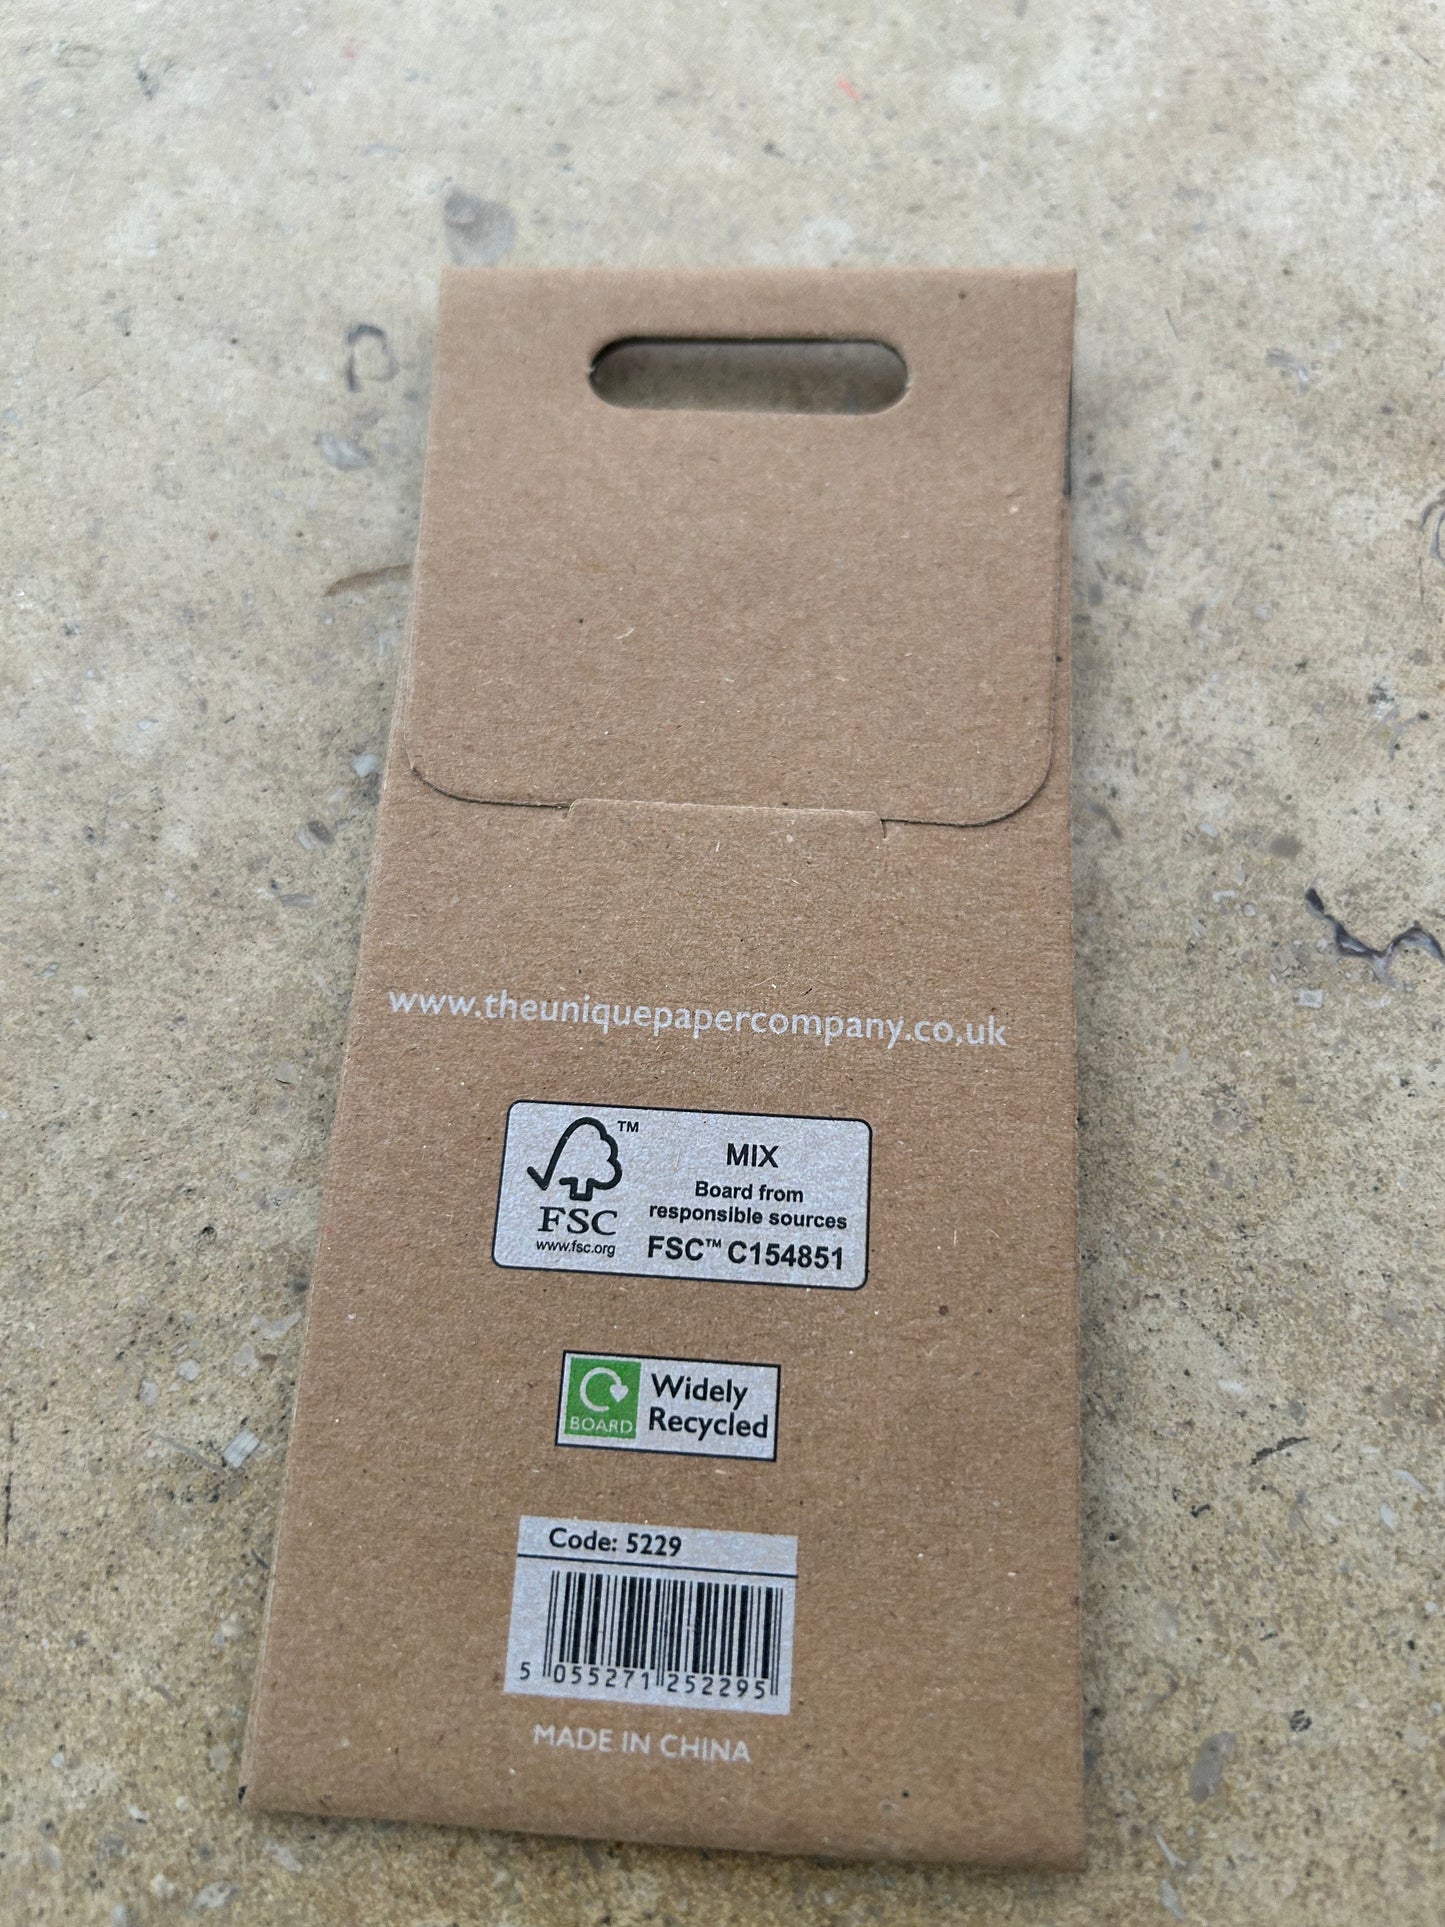 www.theuniquepapercompany.co.uk
TM
MIX
Board from
responsible sources
FSC
www.fsc.org
FSC™ C154851
BOARD
Widely
Recycled
Code: 5229
5 055271 252295
MADE IN CHINA